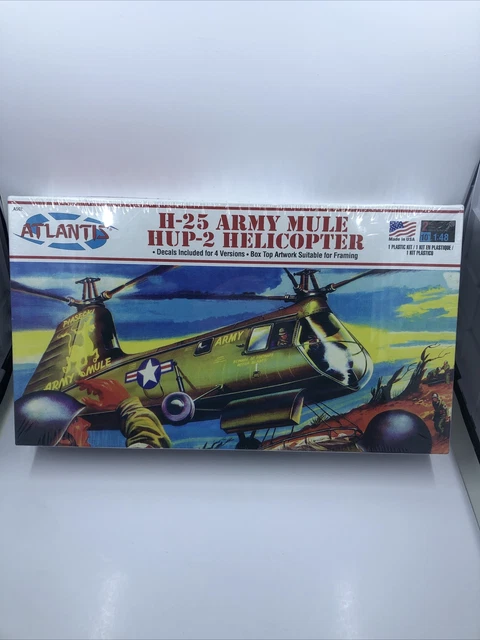 ATLANTIS
H-25 ARMY MULE
HUP-2 HELICOPTER
• Decals Included for 4 Versions • Box Top Artwork Suitable for Framing
Made in USA
1:48
1 PLASTIC KIT / 1 KIT EN PLASTIQUE /
1 KIT PLASTICO
PIASECKI
ARMY
ARMY MULE